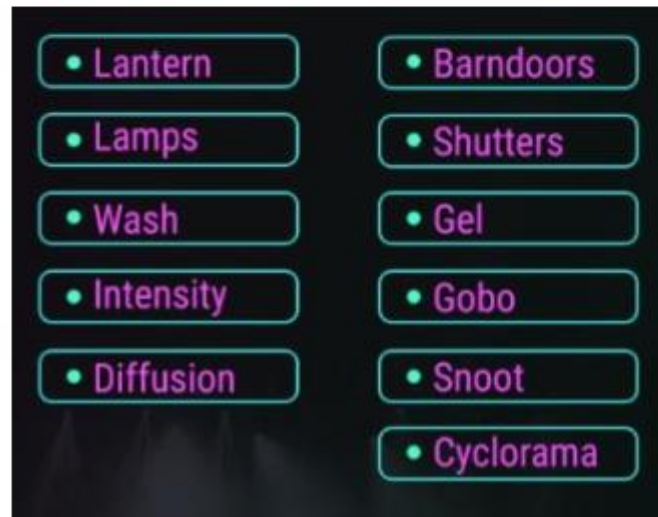 • Lantern
• Lamps
• Wash
• Intensity
• Diffusion
• Barndoors
• Shutters
• Gel
• Gobo
• Snoot
• Cyclorama